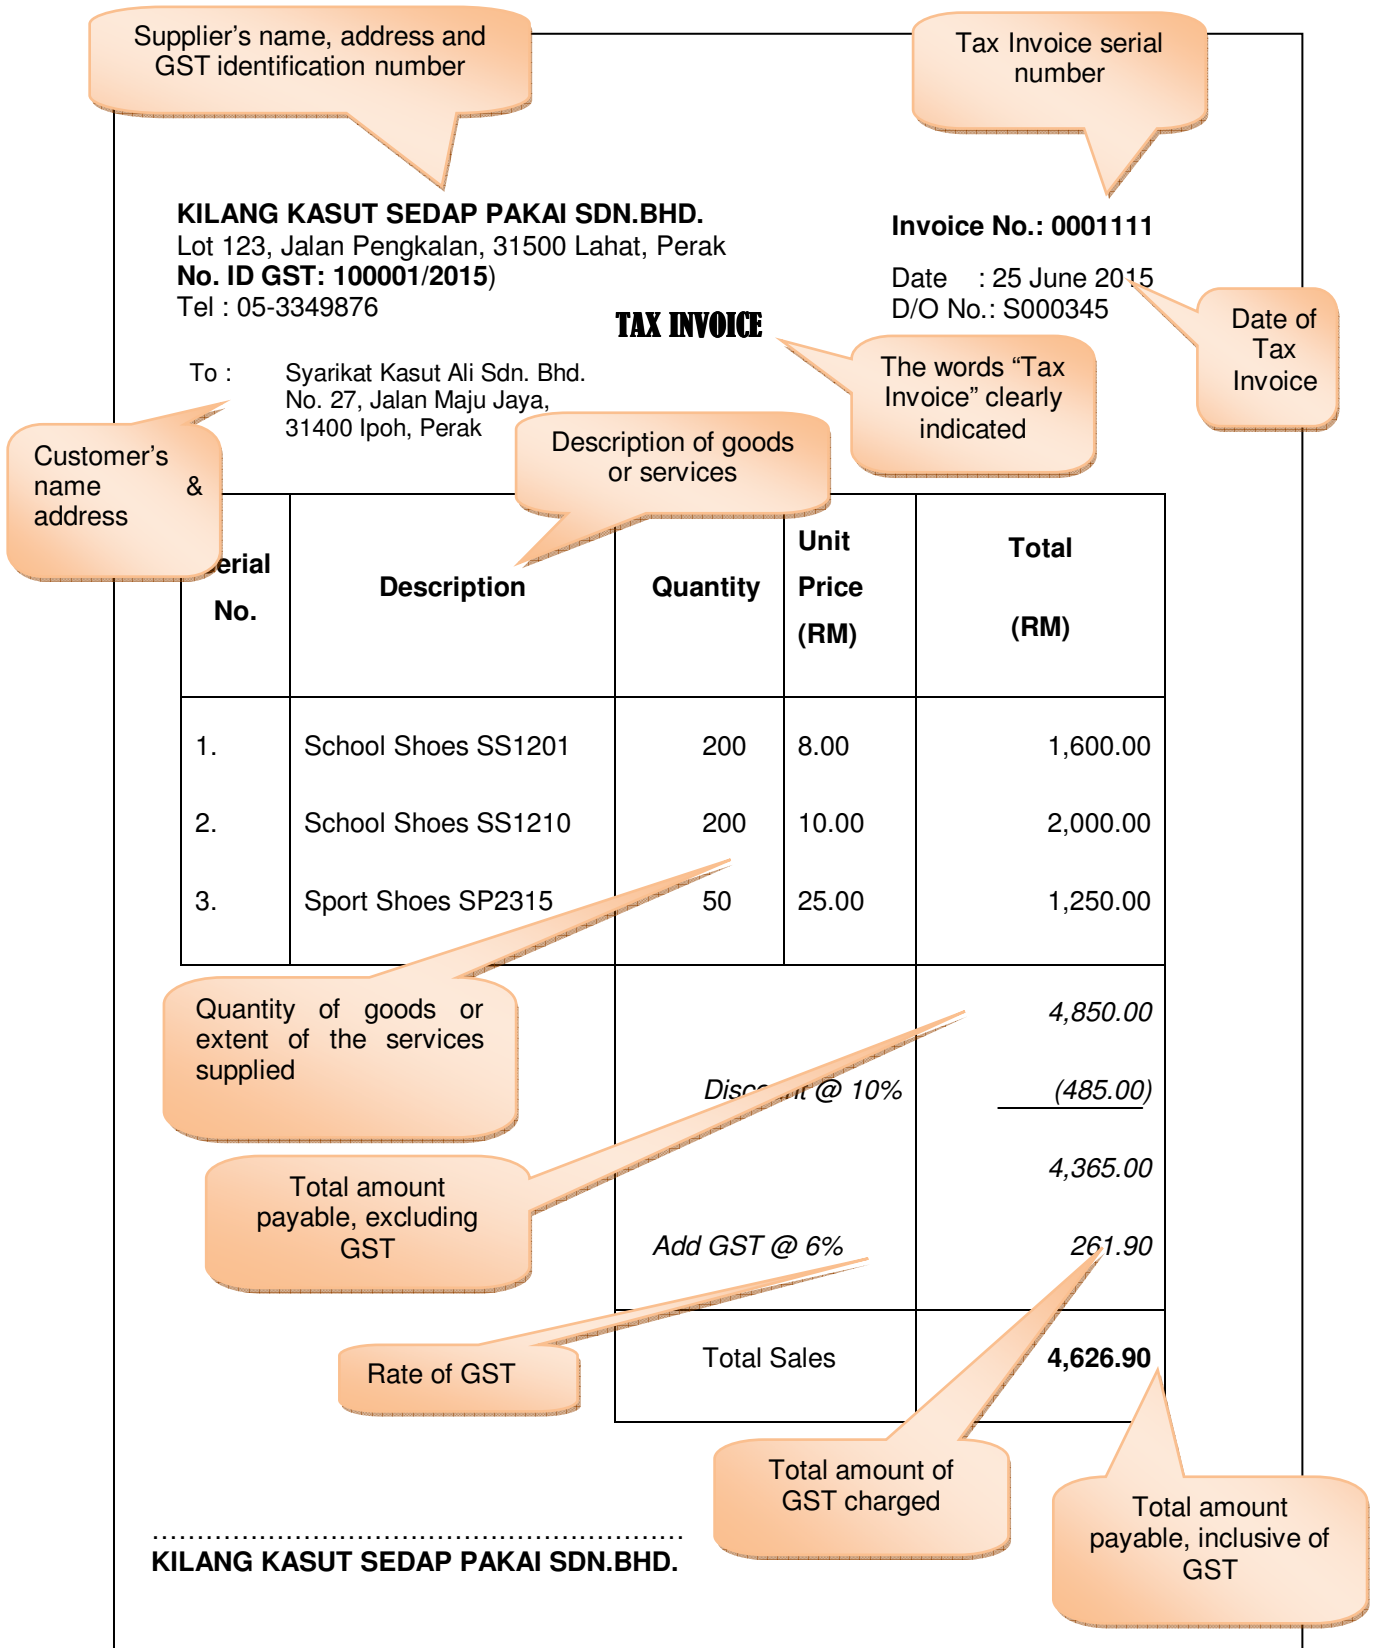 Supplier's name, address and
GST identification number
Tax Invoice serial
number
KILANG KASUT SEDAP PAKAI SDN.BHD.
Lot 123, Jalan Pengkalan, 31500 Lahat, Perak
No. ID GST: 100001/2015)
Tel : 05-3349876
Invoice No.: 0001111
Date : 25 June 2015
D/O No.: S000345
TAX INVOICE
Date of
Tax
Invoice
The words “Tax
Invoice” clearly
indicated
To : Syarikat Kasut Ali Sdn. Bhd.
No. 27, Jalan Maju Jaya,
31400 Ipoh, Perak
Customer's
name &
address
Description of goods
or services
erial
No.
Description
Quantity
Unit
Price
(RM)
Total
(RM)
1. School Shoes SS1201 200 8.00 1,600.00
2. School Shoes SS1210 200 10.00 2,000.00
3. Sport Shoes SP2315 50 25.00 1,250.00
Quantity of goods or
extent of the services
supplied
4,850.00
Discount @ 10% (485.00)
4,365.00
Total amount
payable, excluding
GST
Add GST @ 6% 261.90
Rate of GST
Total Sales 4,626.90
Total amount of
GST charged
Total amount
payable, inclusive of
GST
……………………………………………………
KILANG KASUT SEDAP PAKAI SDN.BHD.